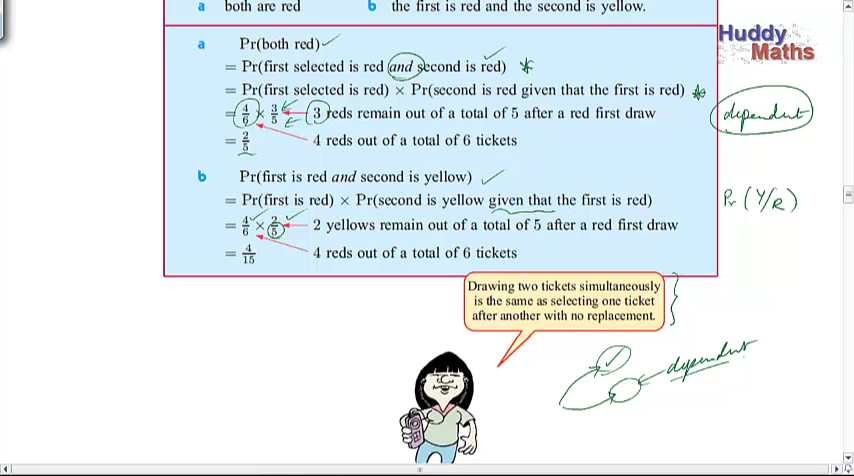 a both are red b the first is red and the second is yellow.
Huddy
Maths
a Pr(both red)
= Pr(first selected is red and second is red)
= Pr(first selected is red) × Pr(second is red given that the first is red)
= 4/6 × 3/5 3 reds remain out of a total of 5 after a red first draw
dependent
= 2/5 4 reds out of a total of 6 tickets
b Pr(first is red and second is yellow)
= Pr(first is red) × Pr(second is yellow given that the first is red)
Pr (Y/R)
= 4/6 × 2/5 2 yellows remain out of a total of 5 after a red first draw
= 4/15 4 reds out of a total of 6 tickets
Drawing two tickets simultaneously
is the same as selecting one ticket
after another with no replacement.
dependent